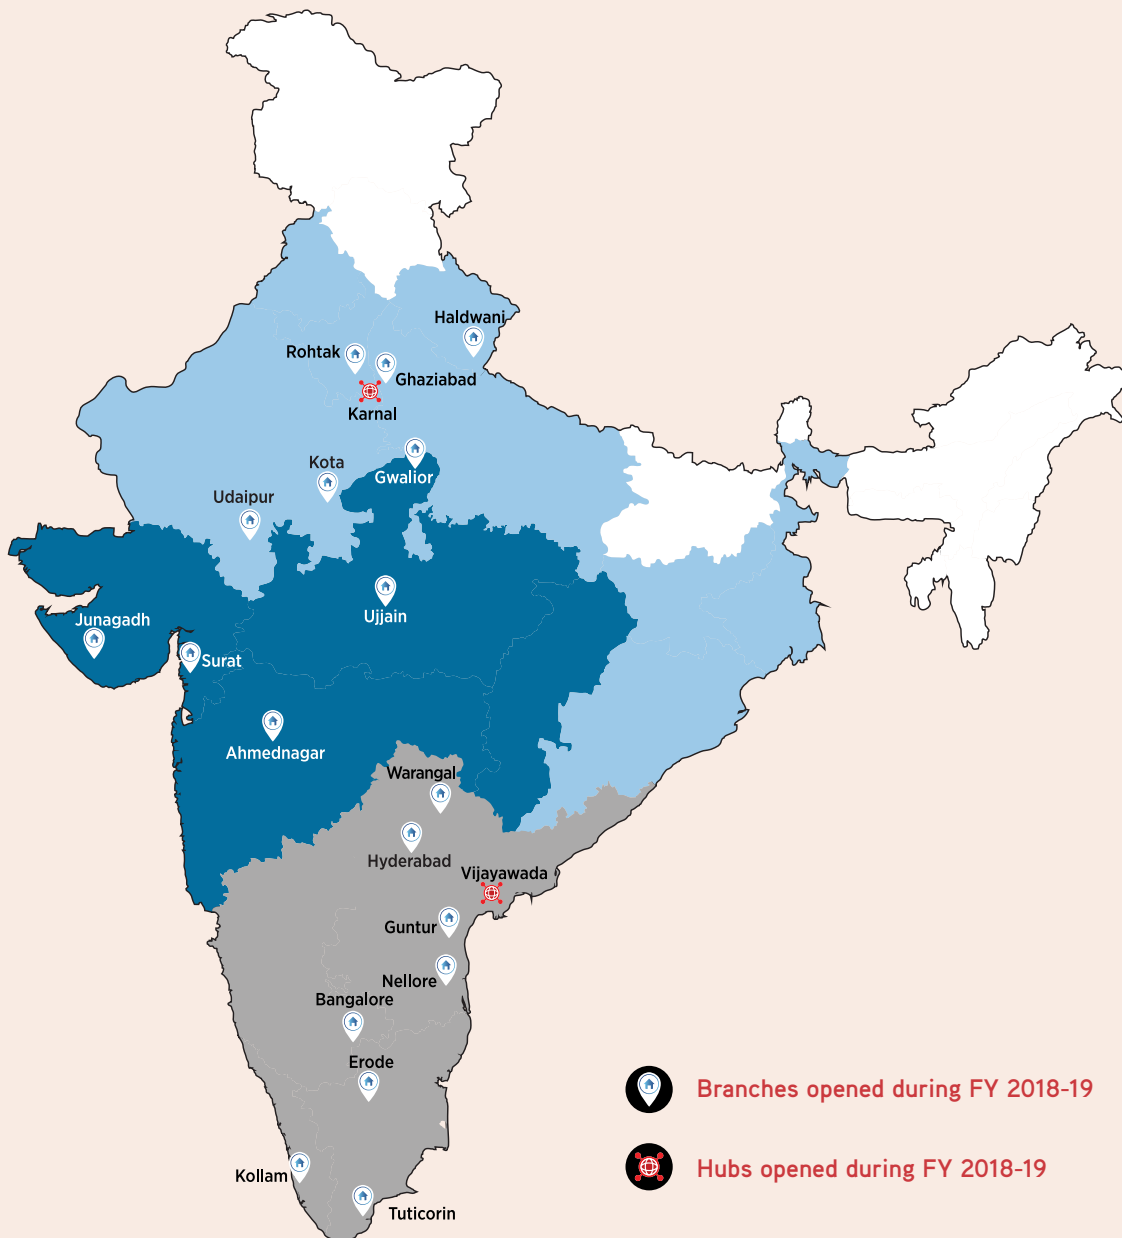 Haldwani
Rohtak
Ghaziabad
Karnal
Kota
Gwalior
Udaipur
Ujjain
Junagadh
Surat
Ahmednagar
Warangal
Hyderabad
Vijayawada
Guntur
Nellore
Bangalore
Erode
Branches opened during FY 2018-19
Hubs opened during FY 2018-19
Kollam
Tuticorin